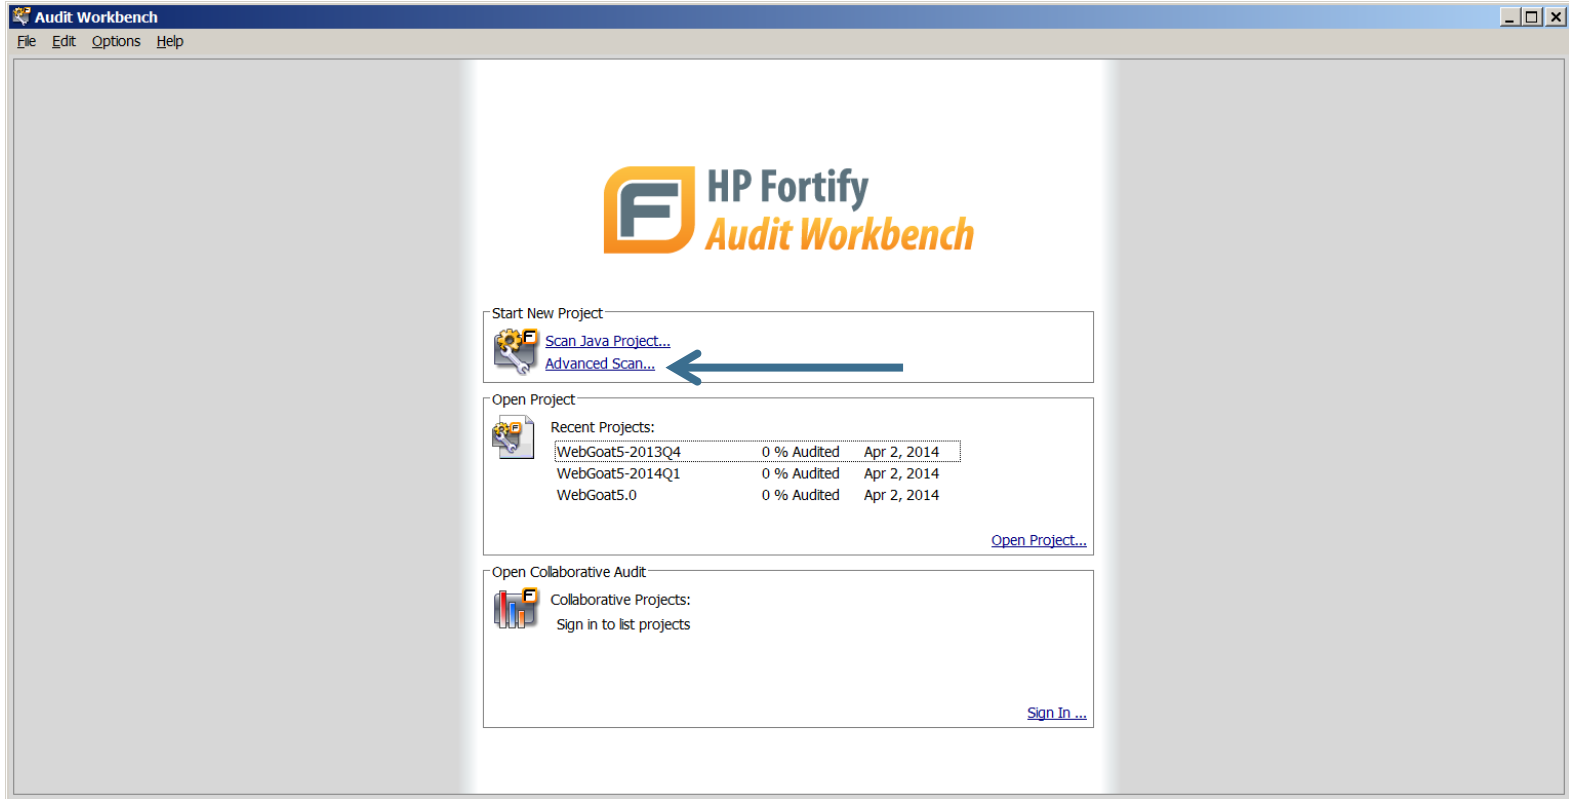 Audit Workbench
File Edit Options Help
F HP Fortify
Audit Workbench
Start New Project
Scan Java Project...
Advanced Scan...
Open Project
Recent Projects:
WebGoat5-2013Q4 0 % Audited Apr 2, 2014
WebGoat5-2014Q1 0 % Audited Apr 2, 2014
WebGoat5.0 0 % Audited Apr 2, 2014
Open Project...
Open Collaborative Audit
Collaborative Projects:
Sign in to list projects
Sign In ...